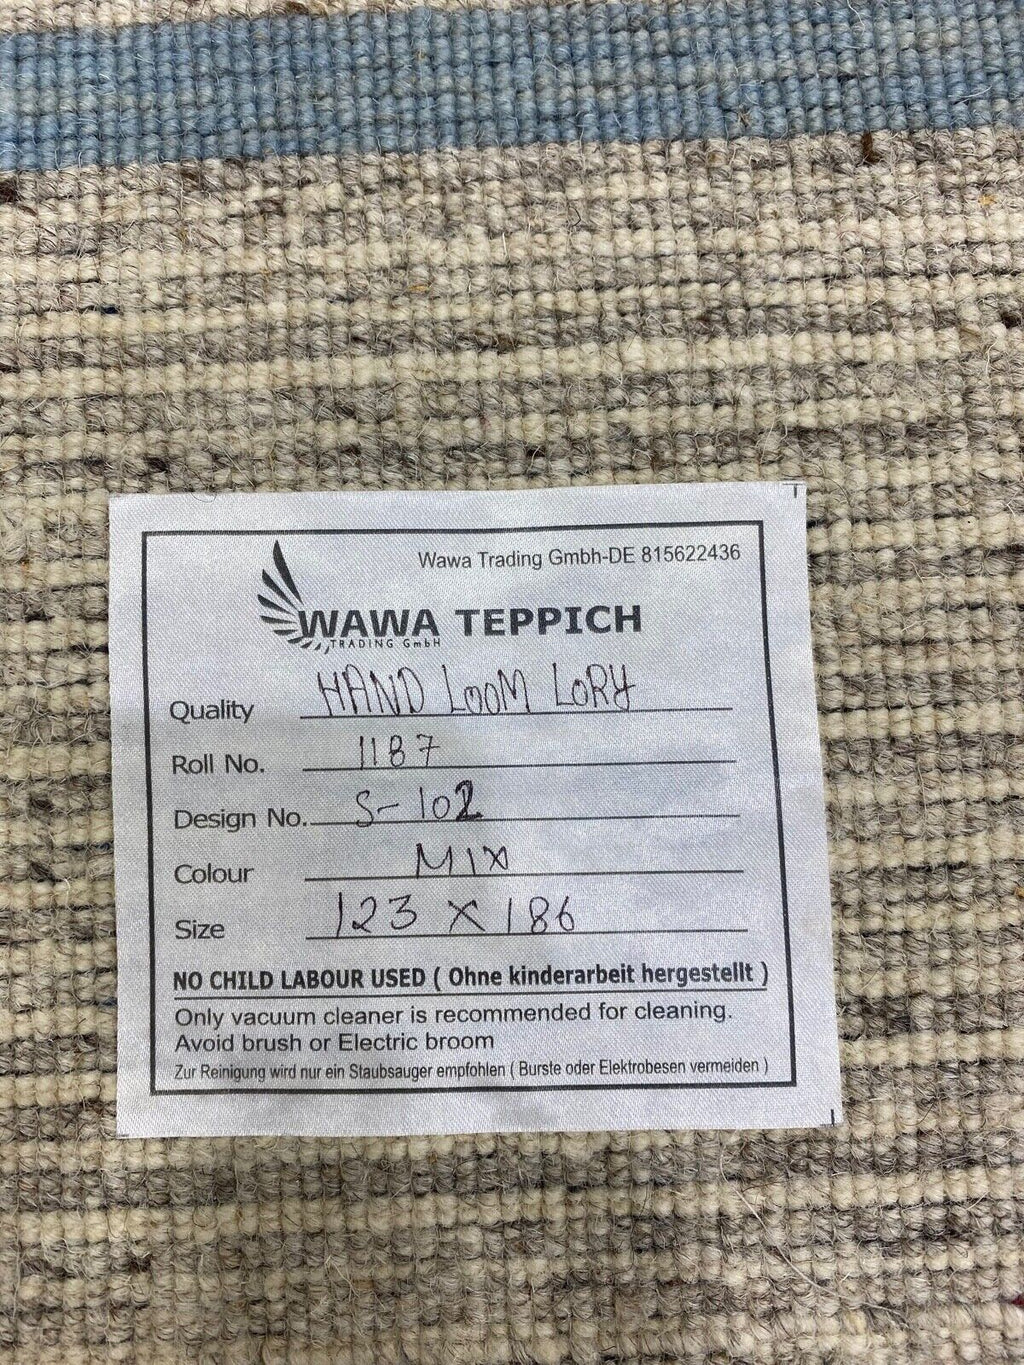 Wawa Trading Gmbh-DE 815622436
WAWA TEPPICH
TRADING GmbH
Quality HAND LOOM LORY
Roll No. 1187
Design No. S-102
Colour MIX
Size 123 X 186
NO CHILD LABOUR USED ( Ohne kinderarbeit hergestellt )
Only vacuum cleaner is recommended for cleaning.
Avoid brush or Electric broom
Zur Reinigung wird nur ein Staubsauger empfohlen ( Burste oder Elektrobesen vermeiden )